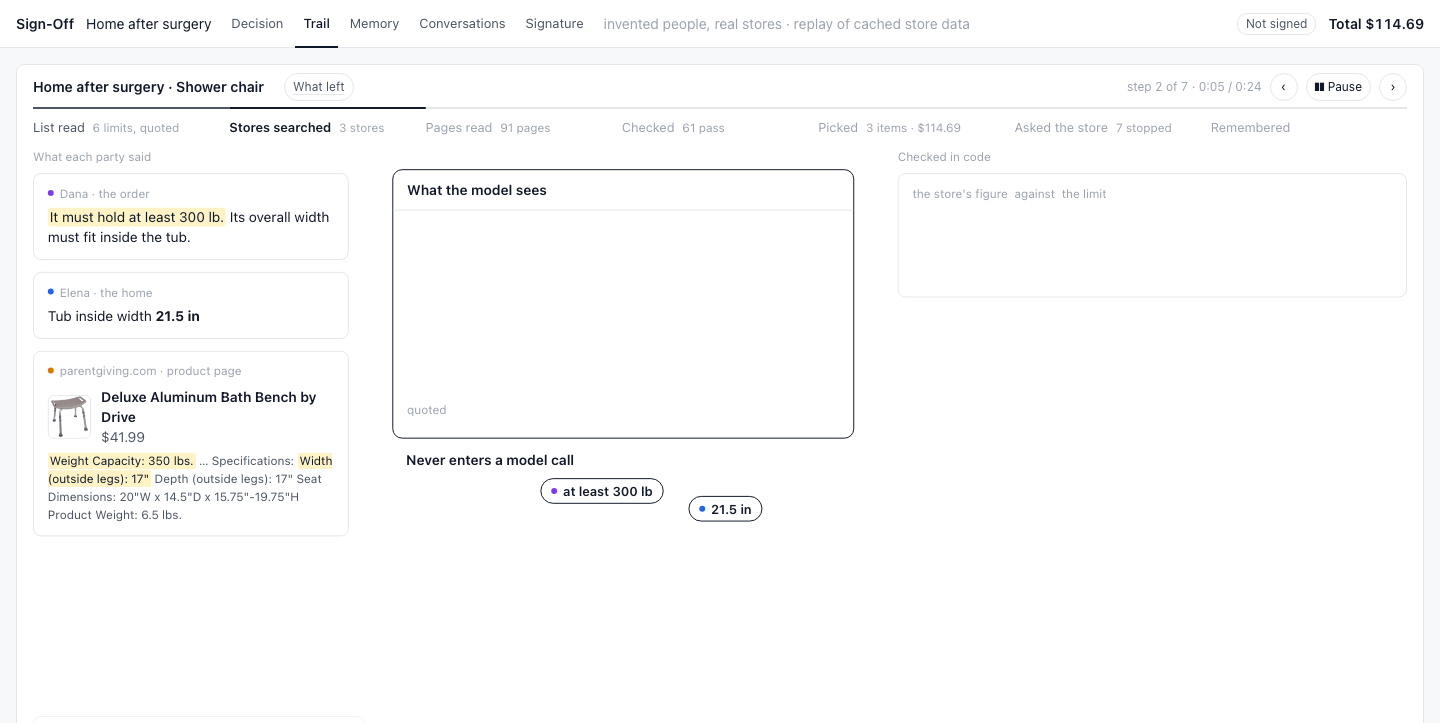 Sign-Off Home after surgery Decision Trail Memory Conversations Signature invented people, real stores · replay of cached store data Not signed Total $114.69
Home after surgery · Shower chair What left step 2 of 7 · 0:05 / 0:24 ‹ Pause ›
List read 6 limits, quoted Stores searched 3 stores Pages read 91 pages Checked 61 pass Picked 3 items · $114.69 Asked the store 7 stopped Remembered
What each party said
Dana · the order
It must hold at least 300 lb. Its overall width
must fit inside the tub.
Elena · the home
Tub inside width 21.5 in
parentgiving.com · product page
Deluxe Aluminum Bath Bench by
Drive
$41.99
Weight Capacity: 350 lbs. ... Specifications: Width
(outside legs): 17" Depth (outside legs): 17" Seat
Dimensions: 20"W x 14.5"D x 15.75"-19.75"H
Product Weight: 6.5 lbs.
What the model sees
quoted
Never enters a model call
at least 300 lb
21.5 in
Checked in code
the store's figure against the limit